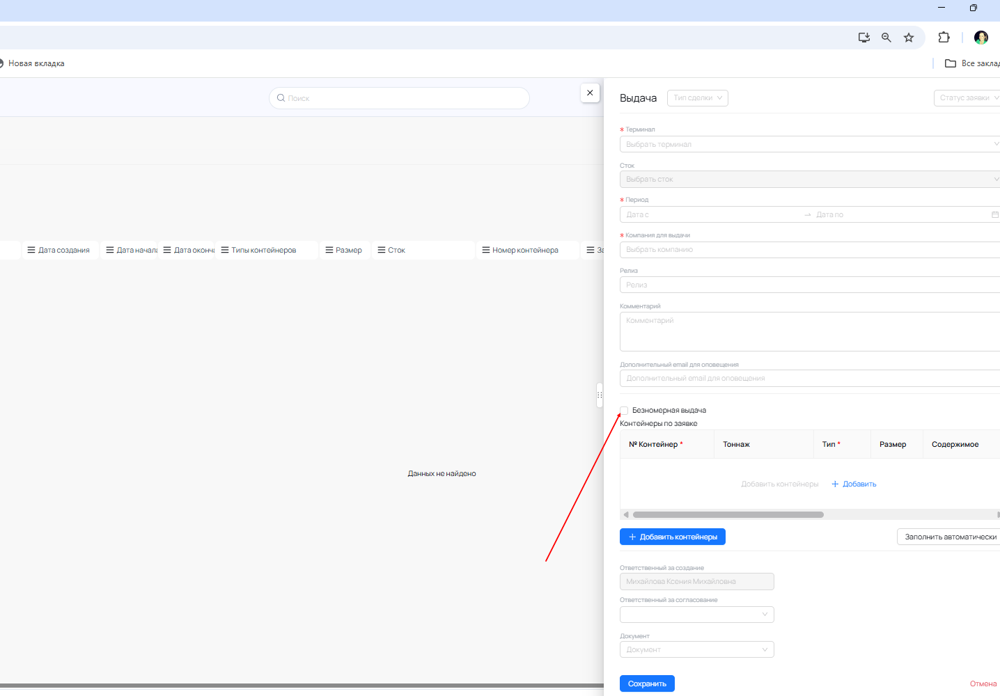 Новая вкладка
Все заклад
Поиск
Выдача
Тип сделки
Статус заявки
* Терминал
Выбрать терминал
Сток
Выбрать сток
* Период
Дата с
Дата по
* Компания для выдачи
Выбрать компанию
Релиз
Релиз
Комментарий
Комментарий
Дополнительный email для оповещения
Дополнительный email для оповещения
Дата создания
Дата начала
Дата оконча
Типы контейнеров
Размер
Сток
Номер контейнера
За
Данных не найдено
Безномерная выдача
Контейнеры по заявке
№ Контейнер *
Тоннаж
Тип *
Размер
Содержимое
Добавить контейнеры
+ Добавить
+ Добавить контейнеры
Заполнить автоматически
Ответственный за создание
Михайлова Ксения Михайловна
Ответственный за согласование
Документ
Документ
Сохранить
Отмена